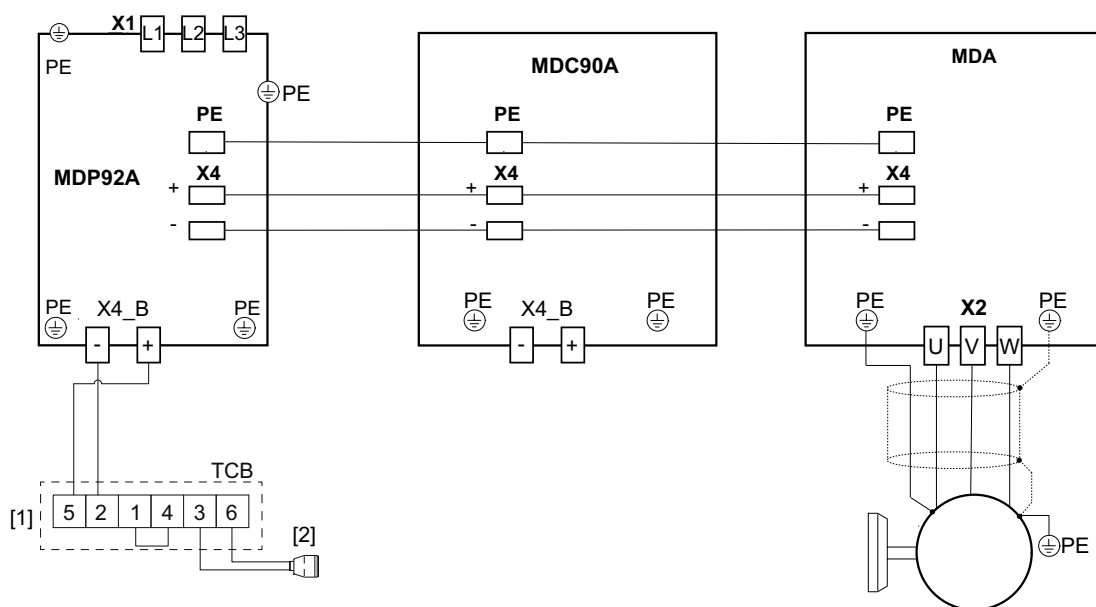 X1 L1 L2 L3
PE
PE
MDP92A
PE
X4
+
-
PE
X4_B
PE
- +
MDC90A
PE
X4
+
-
PE
X4_B
PE
- +
MDA
PE
X4
+
-
PE
X2
PE
U V W
PE
TCB
[1]
5 2 1 4 3 6
[2]